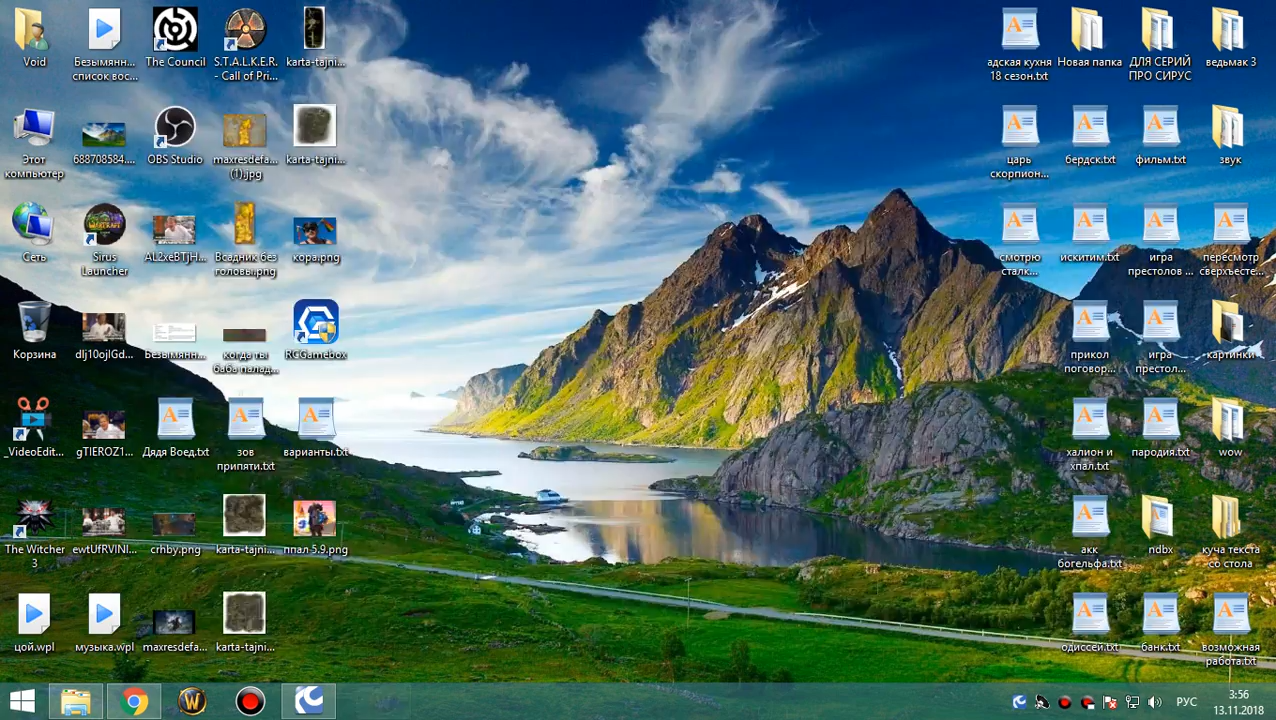 Void
Безымянн...
список вос...
The Council
S.T.A.L.K.E.R.
- Call of Pri...
karta-tajni...
адская кухня
18 сезон.txt
Новая папка
ДЛЯ СЕРИЙ
ПРО СИРУС
ведьмак 3
Этот
компьютер
688708584....
OBS Studio
maxresdefa...
(1).jpg
karta-tajni...
царь
скорпион...
бердск.txt
фильм.txt
звук
Сеть
Sirus
Launcher
AL2xeBTjH...
Всадник без
головы.png
кора.png
смотрю
сталк...
искитим.txt
игра
престолов ...
пересмотр
сверхъесте...
Корзина
dlj10ojlGd...
Безымянн...
когда ты
баба палад...
RCGamebox
прикол
поговор...
игра
престол...
картинки
_VideoEdit...
gTIEROZ1...
Дядя Воед.txt
зов
припяти.txt
варианты.txt
халион и
хпал.txt
пародия.txt
wow
The Witcher
3
ewtUfRVINI...
crhby.png
karta-tajni...
ппал 5.9.png
акк
богельфа.txt
ndbx
куча текста
со стола
цой.wpl
музыка.wpl
maxresdefa...
karta-tajni...
одиссей.txt
банк.txt
возможная
работа.txt
РУС
3:56
13.11.2018